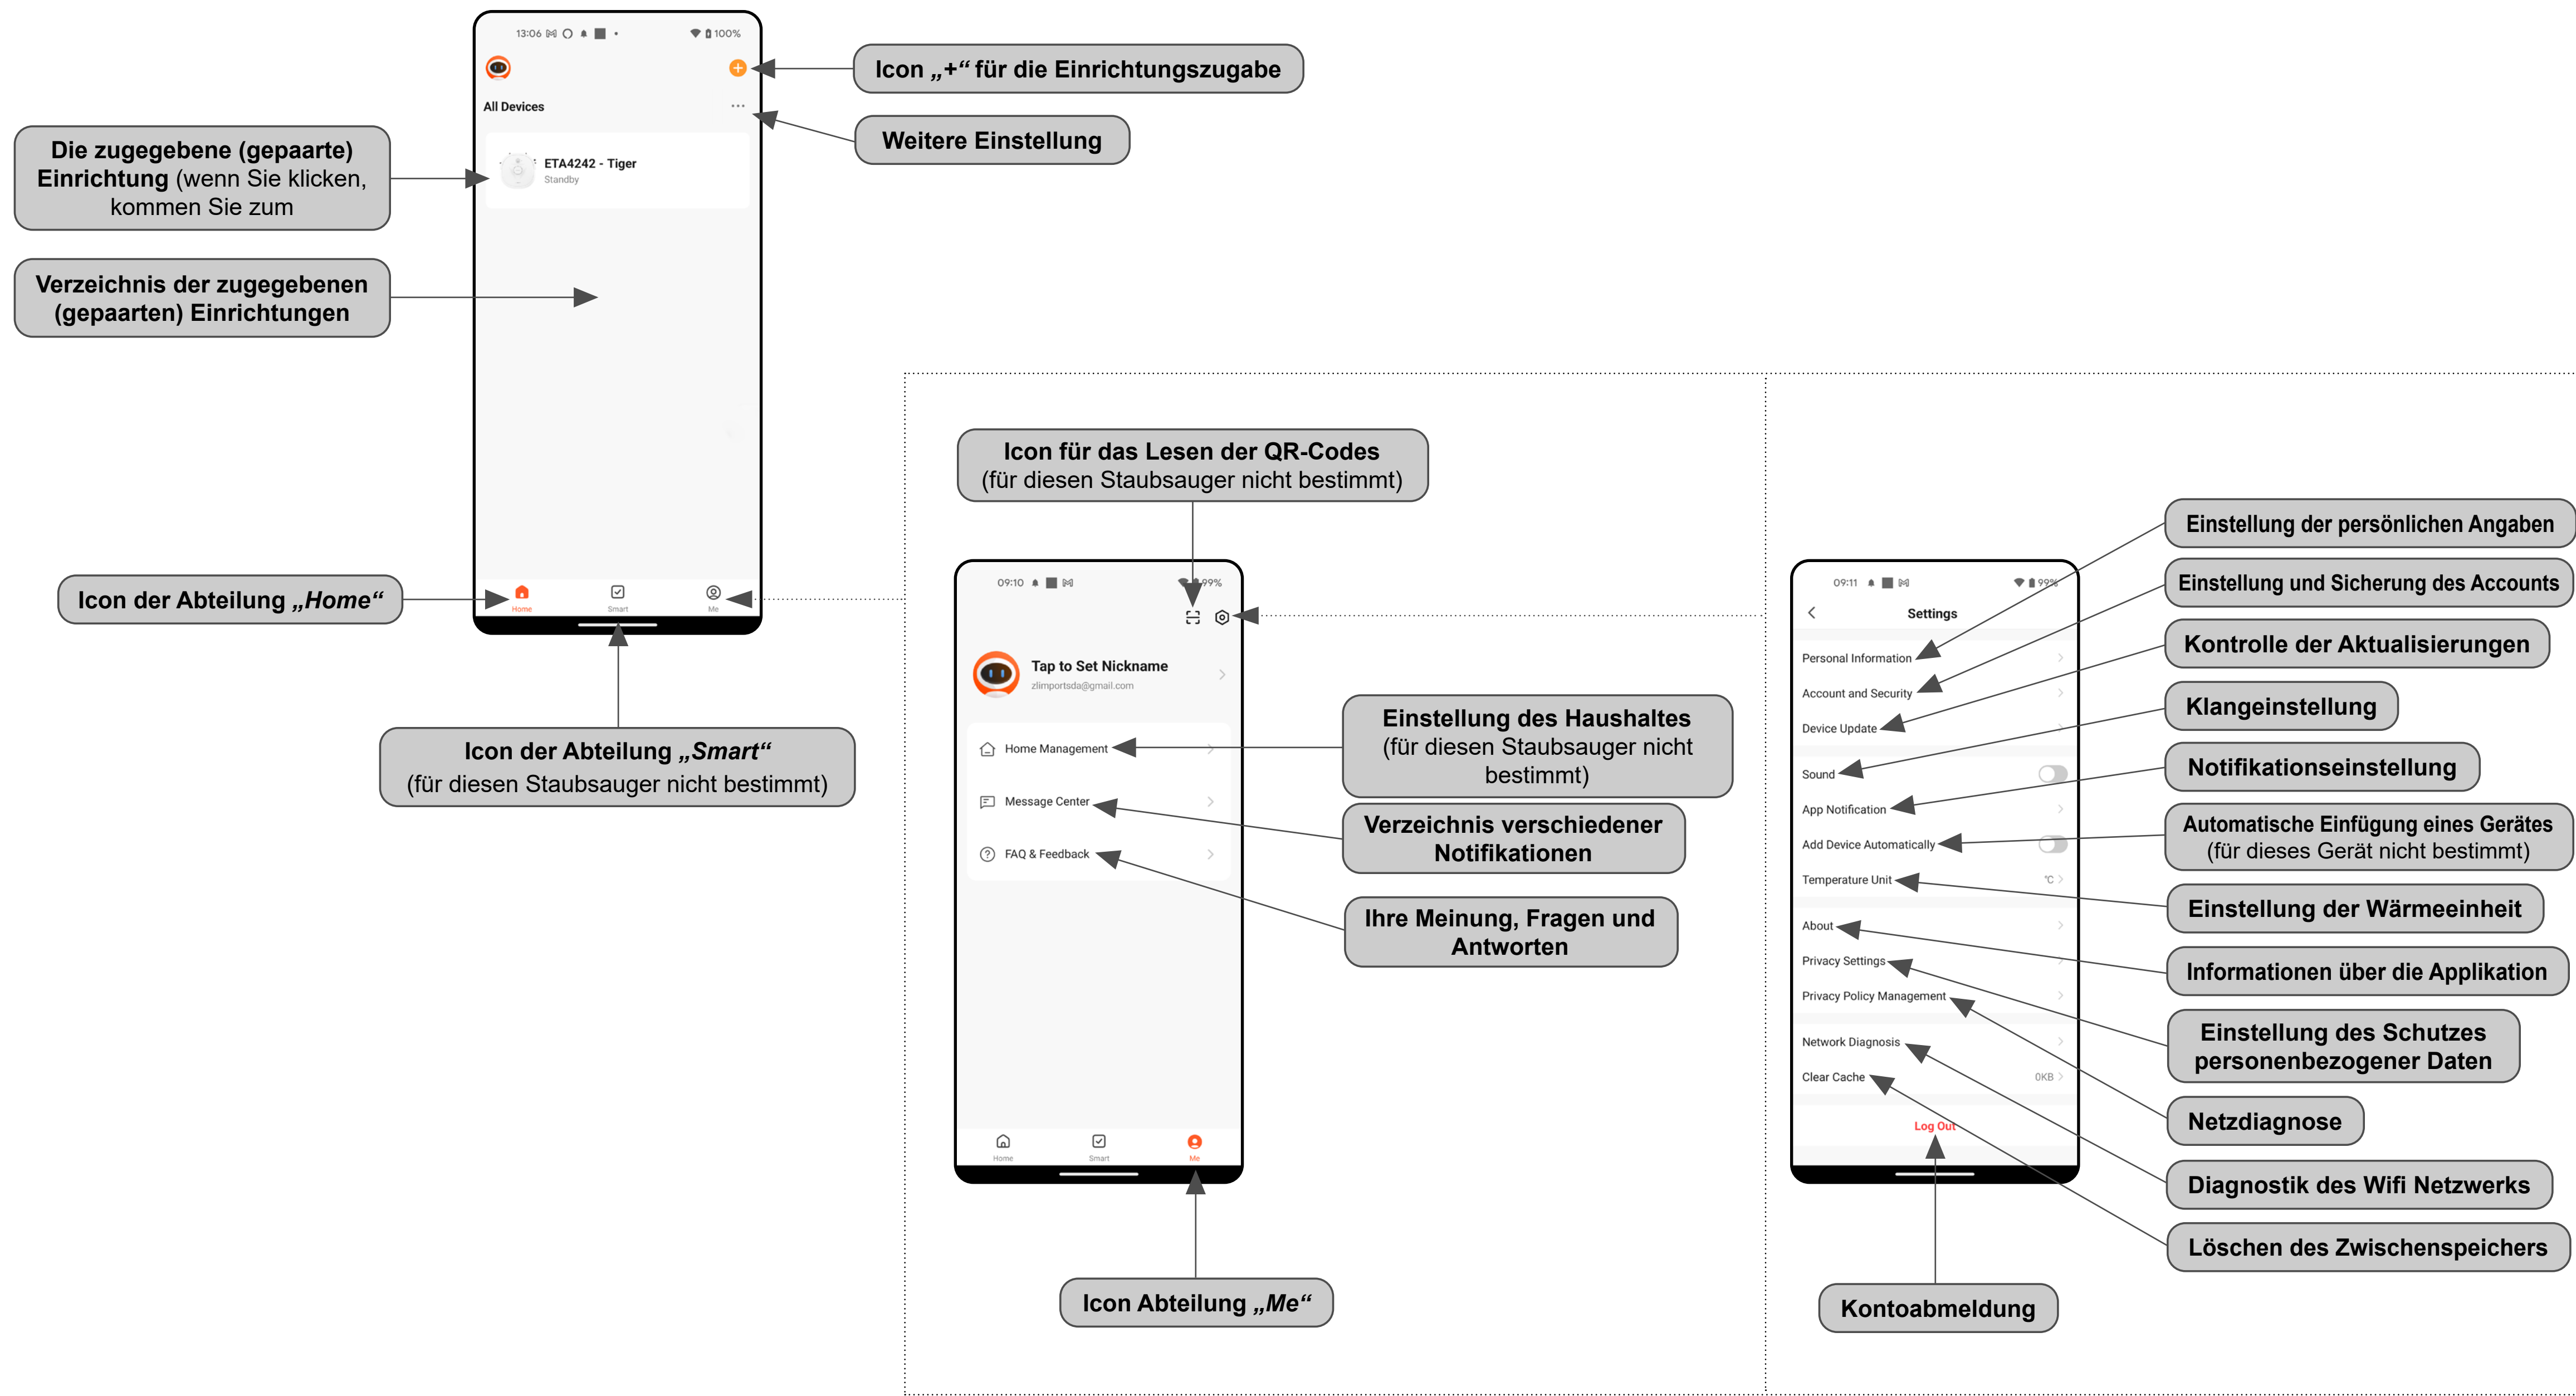 13:06
100%
Icon „+“ für die Einrichtungszugabe
All Devices
Weitere Einstellung
Die zugegebene (gepaarte)
Einrichtung (wenn Sie klicken,
kommen Sie zum
ETA4242 - Tiger
Standby
Verzeichnis der zugegebenen
(gepaarten) Einrichtungen
Icon der Abteilung „Home“
Home
Smart
Me
Icon der Abteilung „Smart“
(für diesen Staubsauger nicht bestimmt)
Icon für das Lesen der QR-Codes
(für diesen Staubsauger nicht bestimmt)
09:10
99%
Tap to Set Nickname
zlimportsda@gmail.com
Home Management
Message Center
FAQ & Feedback
Einstellung des Haushaltes
(für diesen Staubsauger nicht
bestimmt)
Verzeichnis verschiedener
Notifikationen
Ihre Meinung, Fragen und
Antworten
Home
Smart
Me
Icon Abteilung „Me“
09:11
99%
Settings
Personal Information
Account and Security
Device Update
Sound
App Notification
Add Device Automatically
Temperature Unit
°C
About
Privacy Settings
Privacy Policy Management
Network Diagnosis
Clear Cache
0KB
Log Out
Einstellung der persönlichen Angaben
Einstellung und Sicherung des Accounts
Kontrolle der Aktualisierungen
Klangeinstellung
Notifikationseinstellung
Automatische Einfügung eines Gerätes
(für dieses Gerät nicht bestimmt)
Einstellung der Wärmeeinheit
Informationen über die Applikation
Einstellung des Schutzes
personenbezogener Daten
Netzdiagnose
Diagnostik des Wifi Netzwerks
Löschen des Zwischenspeichers
Kontoabmeldung